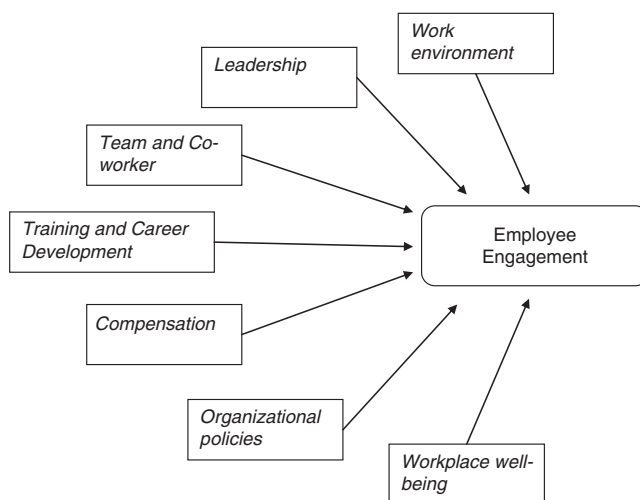 Work
environment
Leadership
Team and Co-
worker
Training and Career
Development
Employee
Engagement
Compensation
Organizational
policies
Workplace well-
being